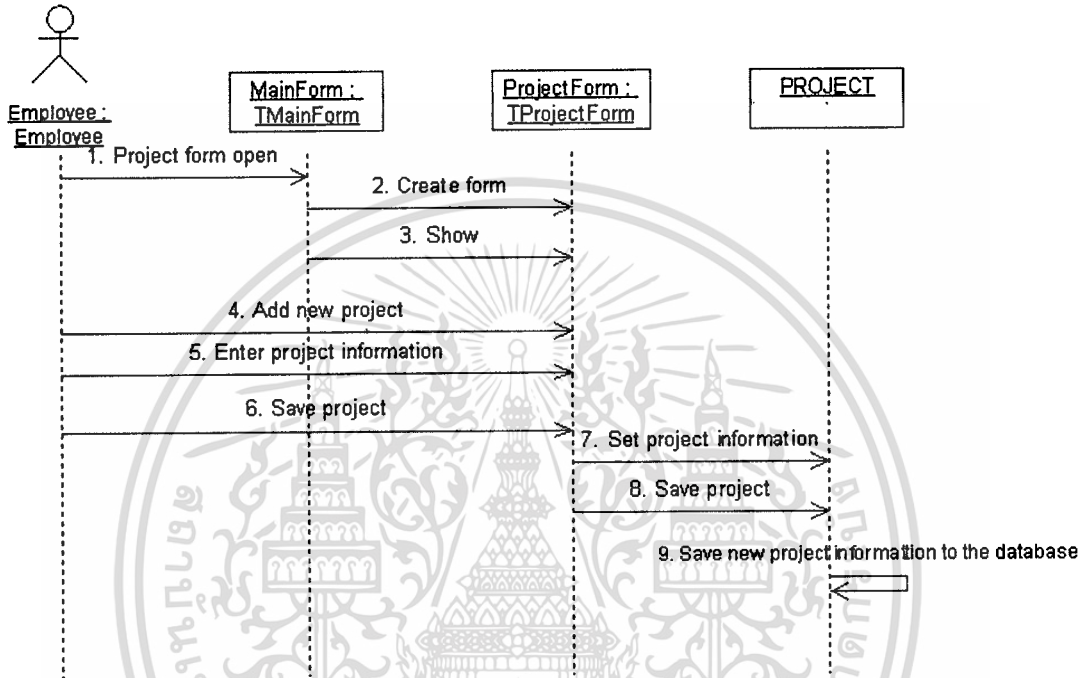 Employee :
Employee
MainForm :
TMainForm
ProjectForm :
TProjectForm
PROJECT
1. Project form open
2. Create form
3. Show
4. Add new project
5. Enter project information
6. Save project
7. Set project information
8. Save project
9. Save new project information to the database